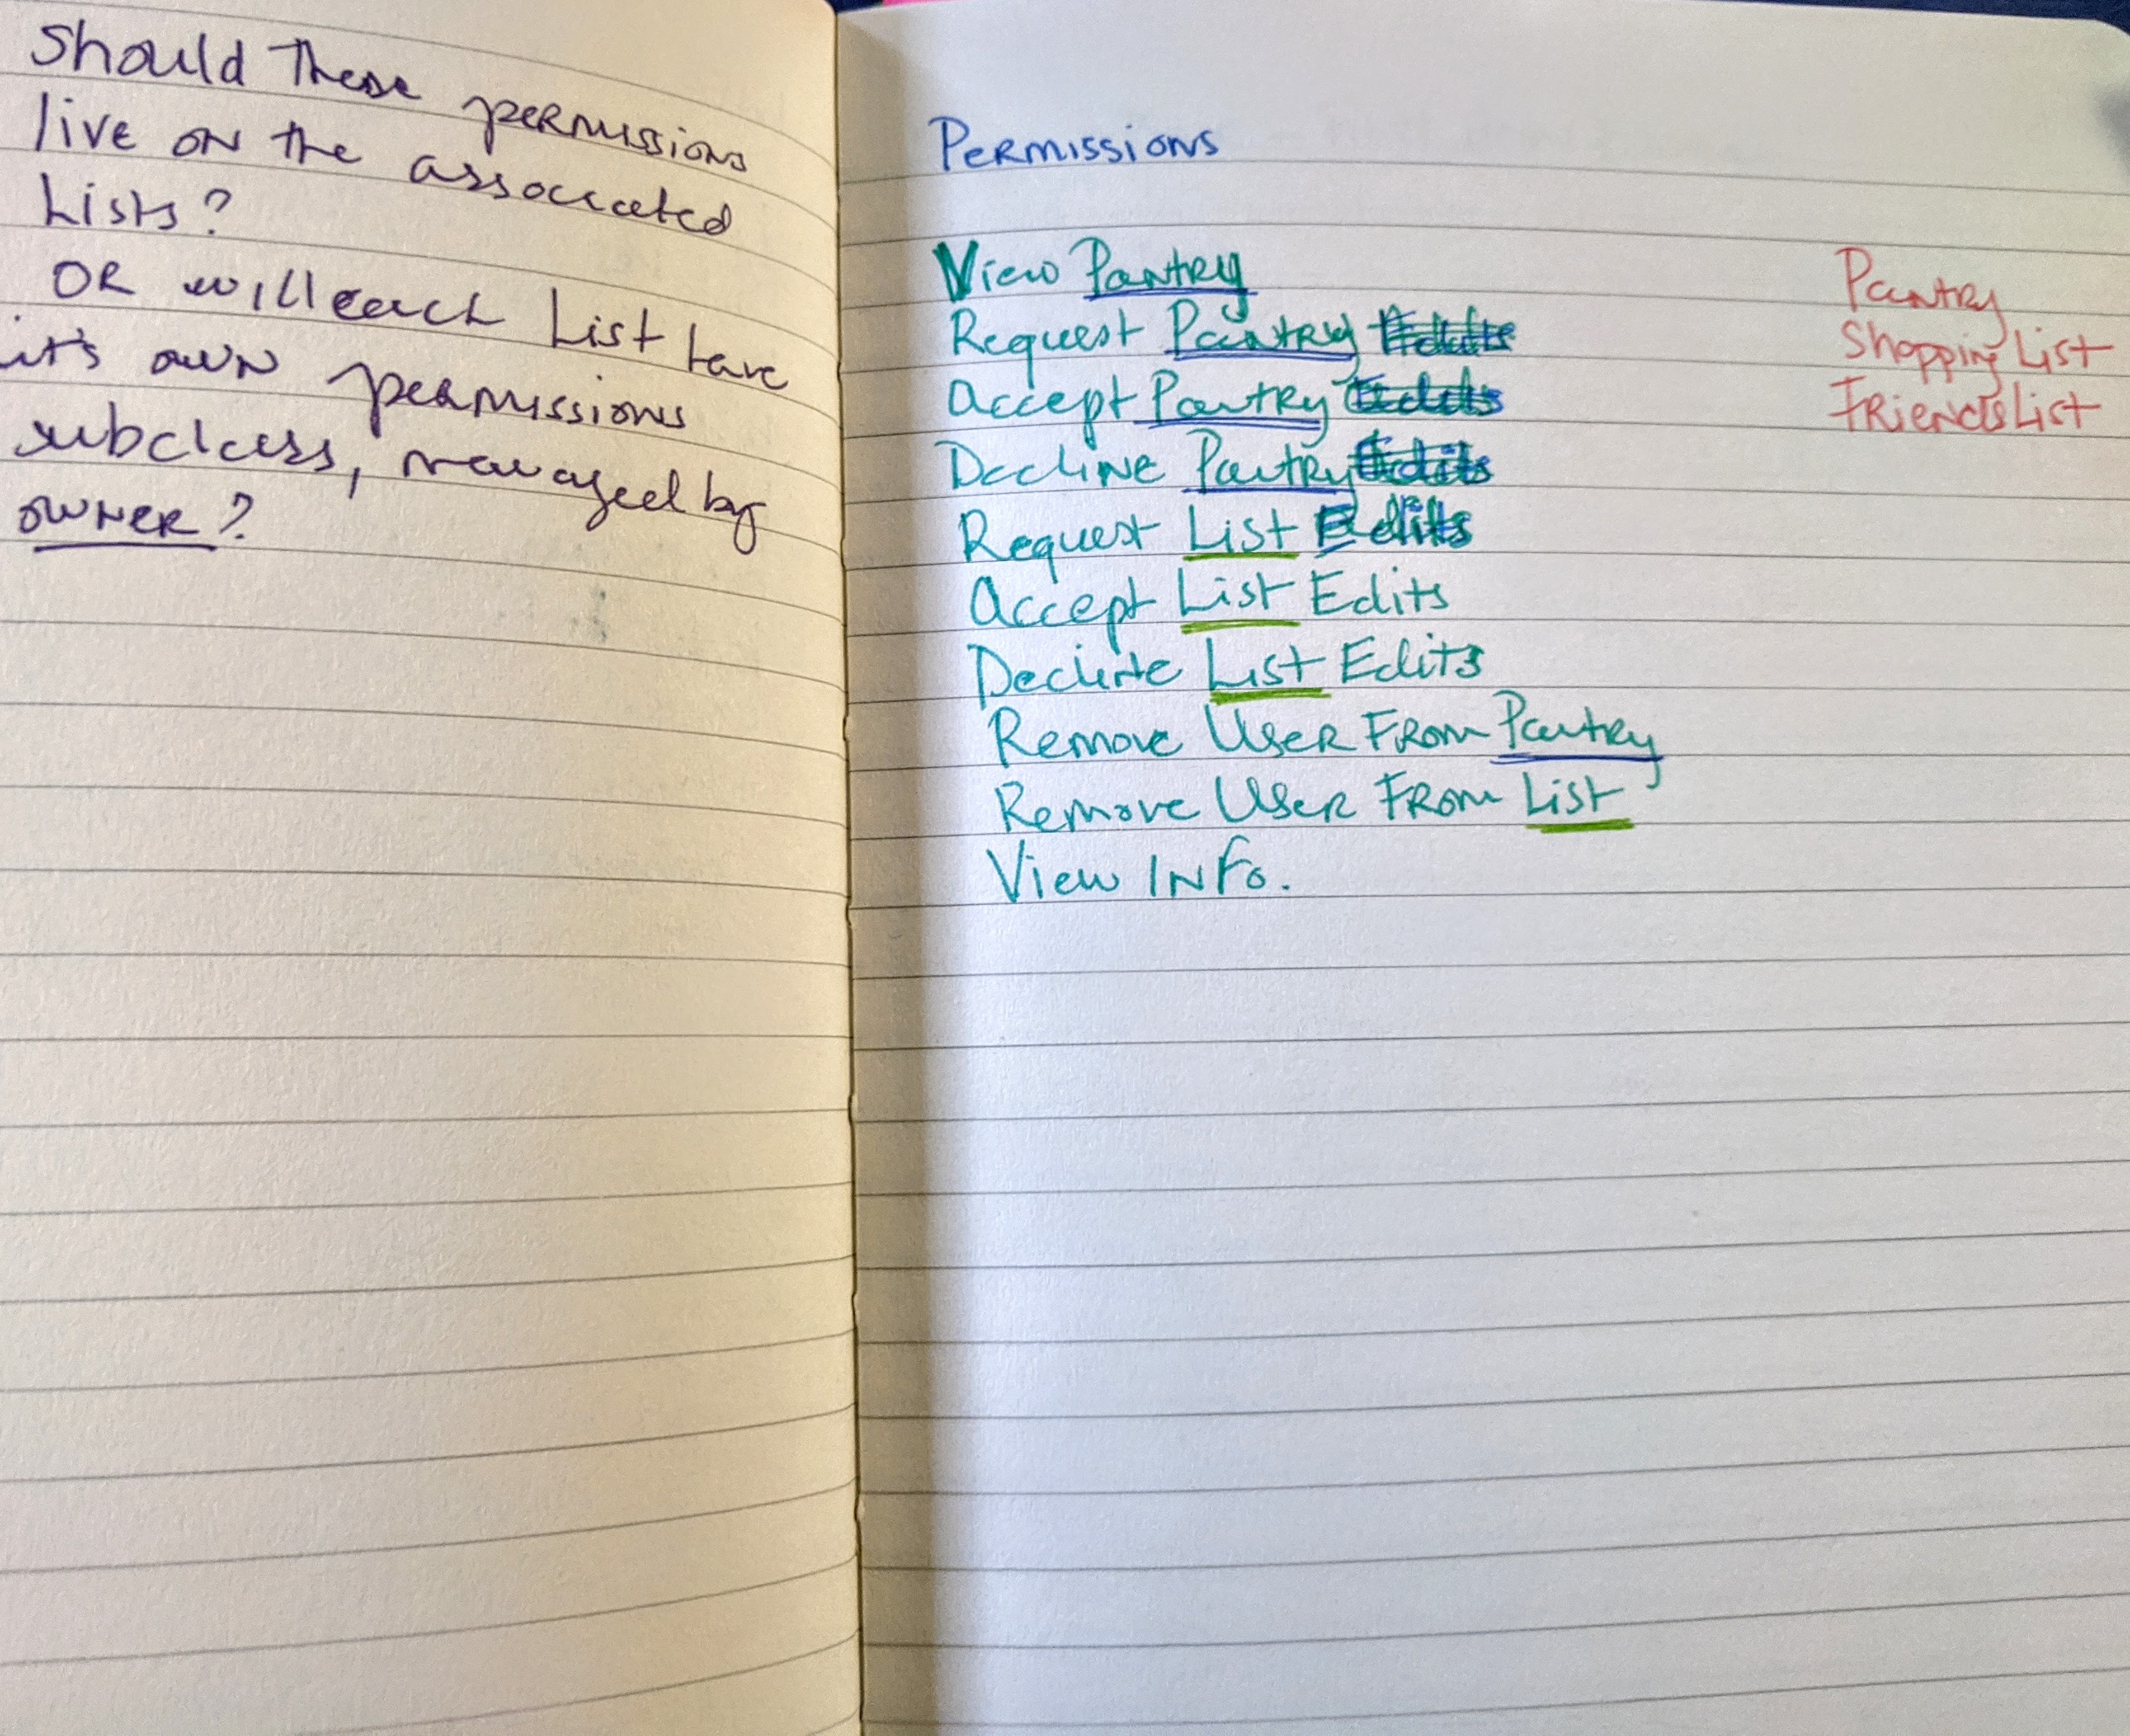 Should These permissions
live on the associated
Lists?
OR will each List have
it's own permissions
subclass, managed by
owner?
Permissions
View Pantry
Request Pantry Edits
Accept Pantry Edits
Decline Pantry Edits
Request List Edits
Accept List Edits
Decline List Edits
Remove User From Pantry
Remove User From List
View Info.
Pantry
Shopping List
Friends List